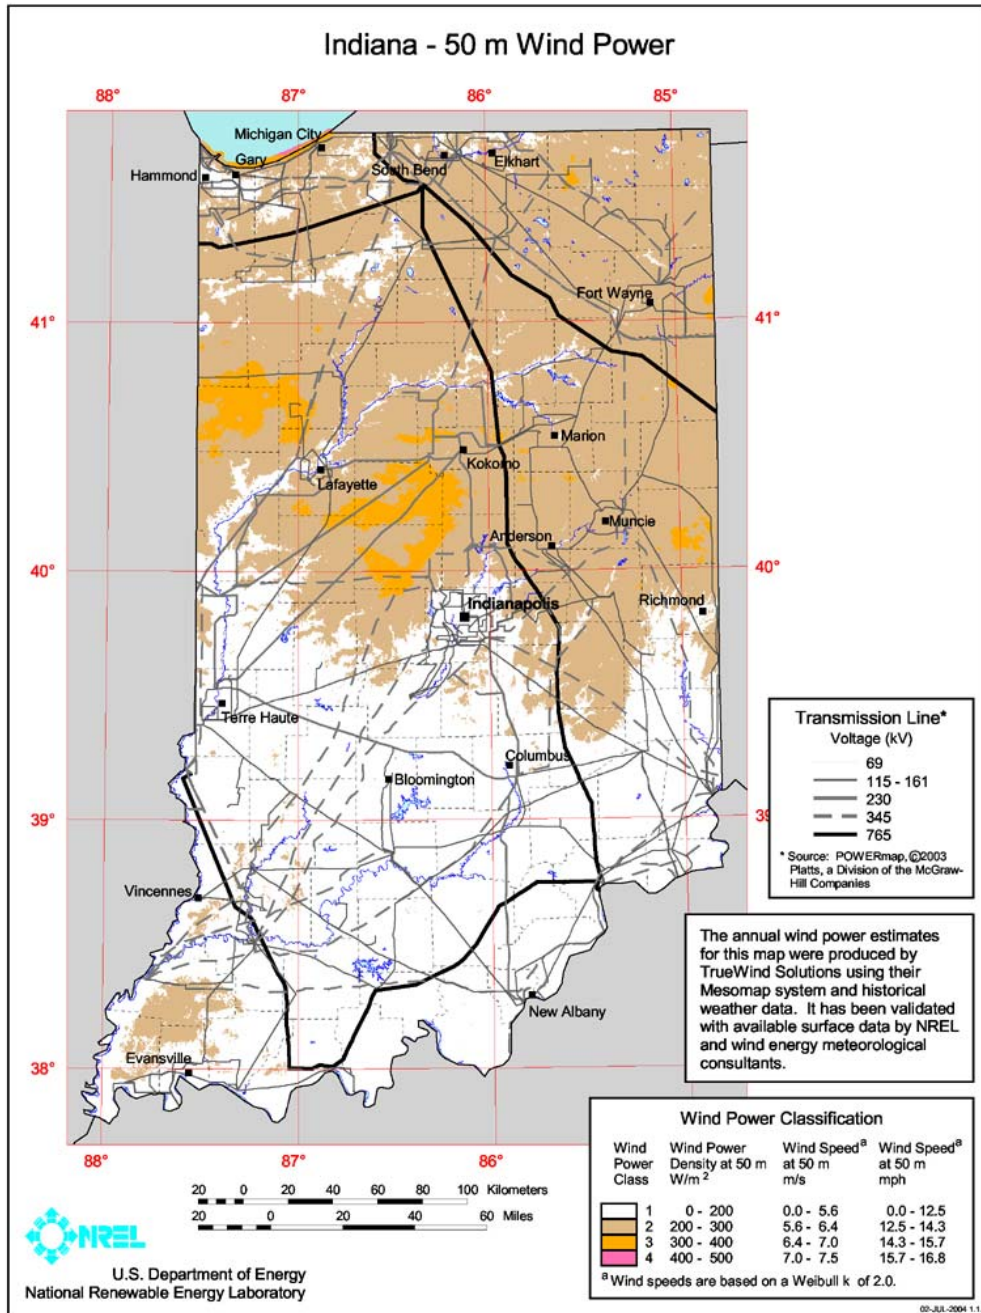 Indiana - 50 m Wind Power
88° 87° 86° 85°
Michigan City
Gary
Hammond
South Bend
Elkhart
Fort Wayne
41° 41°
Marion
Kokomo
Lafayette
Muncie
Anderson
40° 40°
Indianapolis
Richmond
Terre Haute
Columbus
Bloomington
39° 39
Vincennes
New Albany
Evansville
38°
88° 87° 86°
Transmission Line*
Voltage (kV)
69
115 - 161
230
345
765
* Source: POWERmap, ©2003
Platts, a Division of the McGraw-
Hill Companies
The annual wind power estimates
for this map were produced by
TrueWind Solutions using their
Mesomap system and historical
weather data. It has been validated
with available surface data by NREL
and wind energy meteorological
consultants.
Wind Power Classification
Wind Wind Power Wind Speedᵃ Wind Speedᵃ
Power Density at 50 m at 50 m at 50 m
Class W/m² m/s mph
1 0 - 200 0.0 - 5.6 0.0 - 12.5
2 200 - 300 5.6 - 6.4 12.5 - 14.3
3 300 - 400 6.4 - 7.0 14.3 - 15.7
4 400 - 500 7.0 - 7.5 15.7 - 16.8
ᵃ Wind speeds are based on a Weibull k of 2.0.
20 0 20 40 60 80 100 Kilometers
20 0 20 40 60 Miles
NREL
U.S. Department of Energy
National Renewable Energy Laboratory
02-JUL-2004 1.1